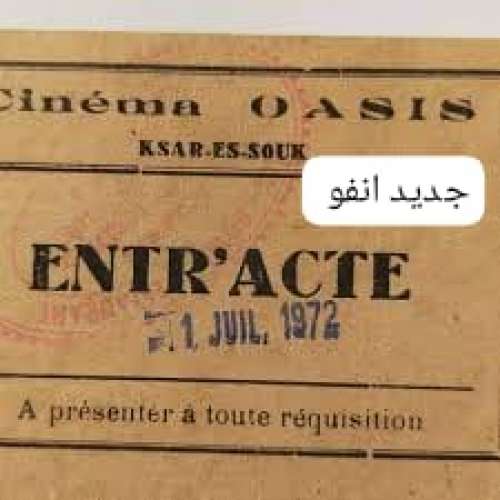 Cinéma OASIS
KSAR-ES-SOUK
جديد انفو
ENTR'ACTE
1 JUIL. 1972
A présenter à toute réquisition